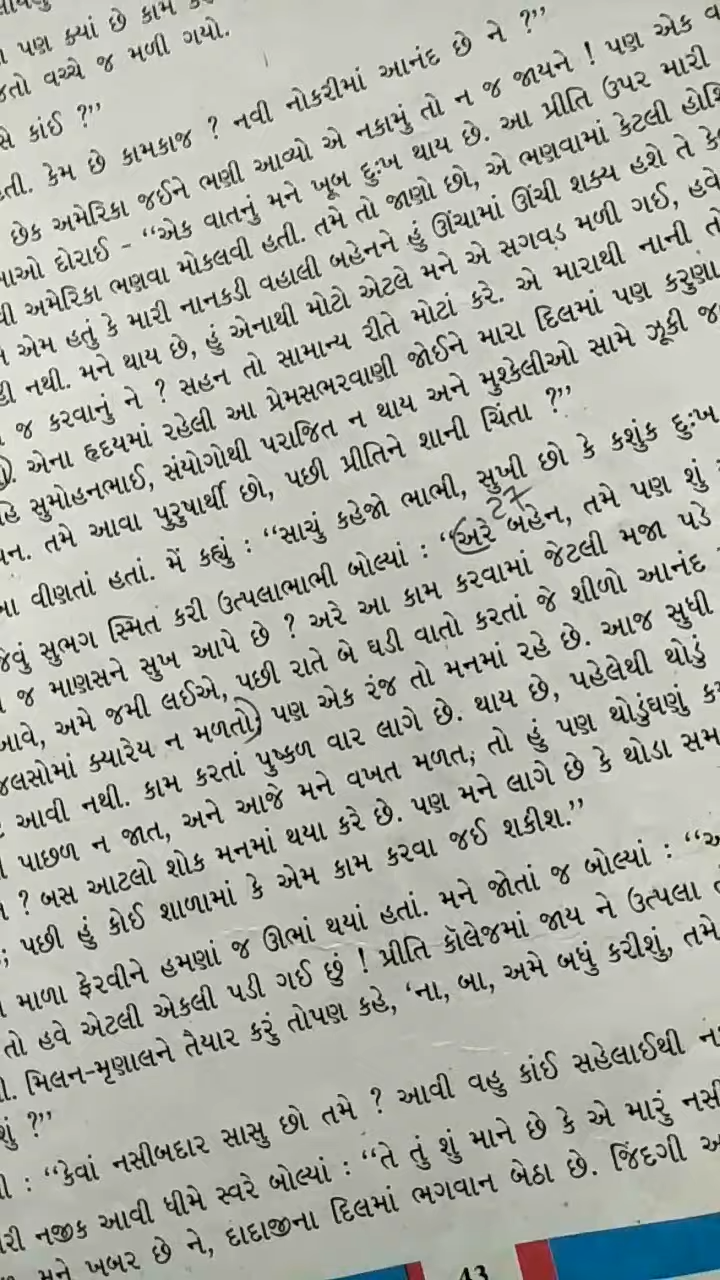 પણ ક્યાં છે કામ
વચ્ચે જ મળી ગયો.
કાંઈ ?”
કેમ છે કામકાજ ? નવી નોકરીમાં આનંદ છે ને ?”
છેક અમેરિકા જઈને ભણી આવ્યો એ નકામું તો ન જ જાયને ! પણ એક
દોરાઈ – “એક વાતનું મને ખૂબ દુઃખ થાય છે. આ પ્રીતિ ઉપર મારી
અમેરિકા ભણવા મોકલવી હતી. તમે તો જાણો છો, એ ભણવામાં કેટલી
એમ હતું કે મારી નાનકડી વહાલી બહેનને હું ઊંચામાં ઊંચી શક્ય હશે તે
નથી. મને થાય છે, હું એનાથી મોટો એટલે મને એ સગવડ મળી ગઈ, હવે
જ કરવાનું ને ? સહન તો સામાન્ય રીતે મોટાં કરે. એ મારાથી નાની
એના હૃદયમાં રહેલી આ પ્રેમસભરવાણી જોઈને મારા દિલમાં પણ કરુણા
સુમોહનભાઈ, સંયોગોથી પરાજિત ન થાય અને મુશ્કેલીઓ સામે ઝૂકી
તમે આવા પુરુષાર્થી છો, પછી પ્રીતિને શાની ચિંતા ?”
વીણતાં હતાં. મેં કહ્યું : “સાચું કહેજો ભાભી, સુખી છો કે કશુંક દુઃખ
27
સુભગ સ્મિત કરી ઉત્પલાભાભી બોલ્યાં : “અરે બહેન, તમે પણ શું
જ માણસને સુખ આપે છે ? અરે આ કામ કરવામાં જેટલી મજા પડે
અમે જમી લઈએ, પછી રાતે બે ઘડી વાતો કરતાં જે શીળો આનંદ
જલસોમાં ક્યારેય ન મળતો) પણ એક રંજ તો મનમાં રહે છે. આજ સુધી
આવી નથી. કામ કરતાં પુષ્કળ વાર લાગે છે. થાય છે, પહેલેથી થોડું
પાછળ ન જાત, અને આજે મને વખત મળત; તો હું પણ થોડુંઘણું
? બસ આટલો શોક મનમાં થયા કરે છે. પણ મને લાગે છે કે થોડા
; પછી હું કોઈ શાળામાં કે એમ કામ કરવા જઈ શકીશ.”
માળા ફેરવીને હમણાં જ ઊભાં થયાં હતાં. મને જોતાં જ બોલ્યાં :
તો હવે એટલી એકલી પડી ગઈ છું ! પ્રીતિ કૉલેજમાં જાય ને ઉત્પલા
મિલન-મૃણાલને તૈયાર કરું તોપણ કહે, ‘ના, બા, અમે બધું કરીશું, તમે
?”
: “કેવાં નસીબદાર સાસુ છો તમે ? આવી વહુ કાંઈ સહેલાઈથી
નજીક આવી ધીમે સ્વરે બોલ્યાં : “તે તું શું માને છે કે એ મારું
મને ખબર છે ને, દાદાજીના દિલમાં ભગવાન બેઠા છે. જિંદગી
43